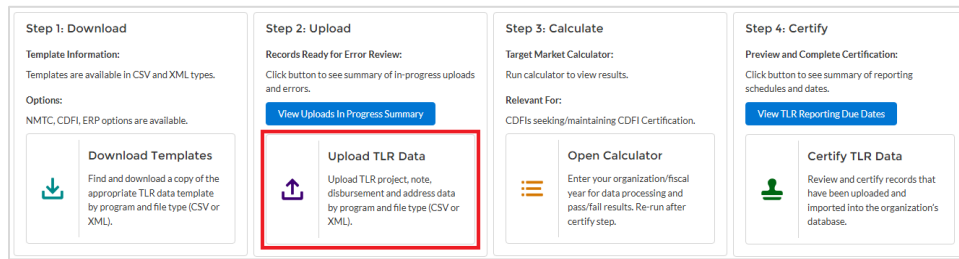 Step 1: Download
Template Information:
Templates are available in CSV and XML types.
Options:
NMTC, CDFI, ERP options are available.
Download Templates
Find and download a copy of the
appropriate TLR data template
by program and file type (CSV or
XML).
Step 2: Upload
Records Ready for Error Review:
Click button to see summary of in-progress uploads
and errors.
View Uploads In Progress Summary
Upload TLR Data
Upload TLR project, note,
disbursement and address data
by program and file type (CSV or
XML).
Step 3: Calculate
Target Market Calculator:
Run calculator to view results.
Relevant For:
CDFIs seeking/maintaining CDFI Certification.
Open Calculator
Enter your organization/fiscal
year for data processing and
pass/fail results. Re-run after
certify step.
Step 4: Certify
Preview and Complete Certification:
Click button to see summary of reporting
schedules and dates.
View TLR Reporting Due Dates
Certify TLR Data
Review and certify records that
have been uploaded and
imported into the organization's
database.